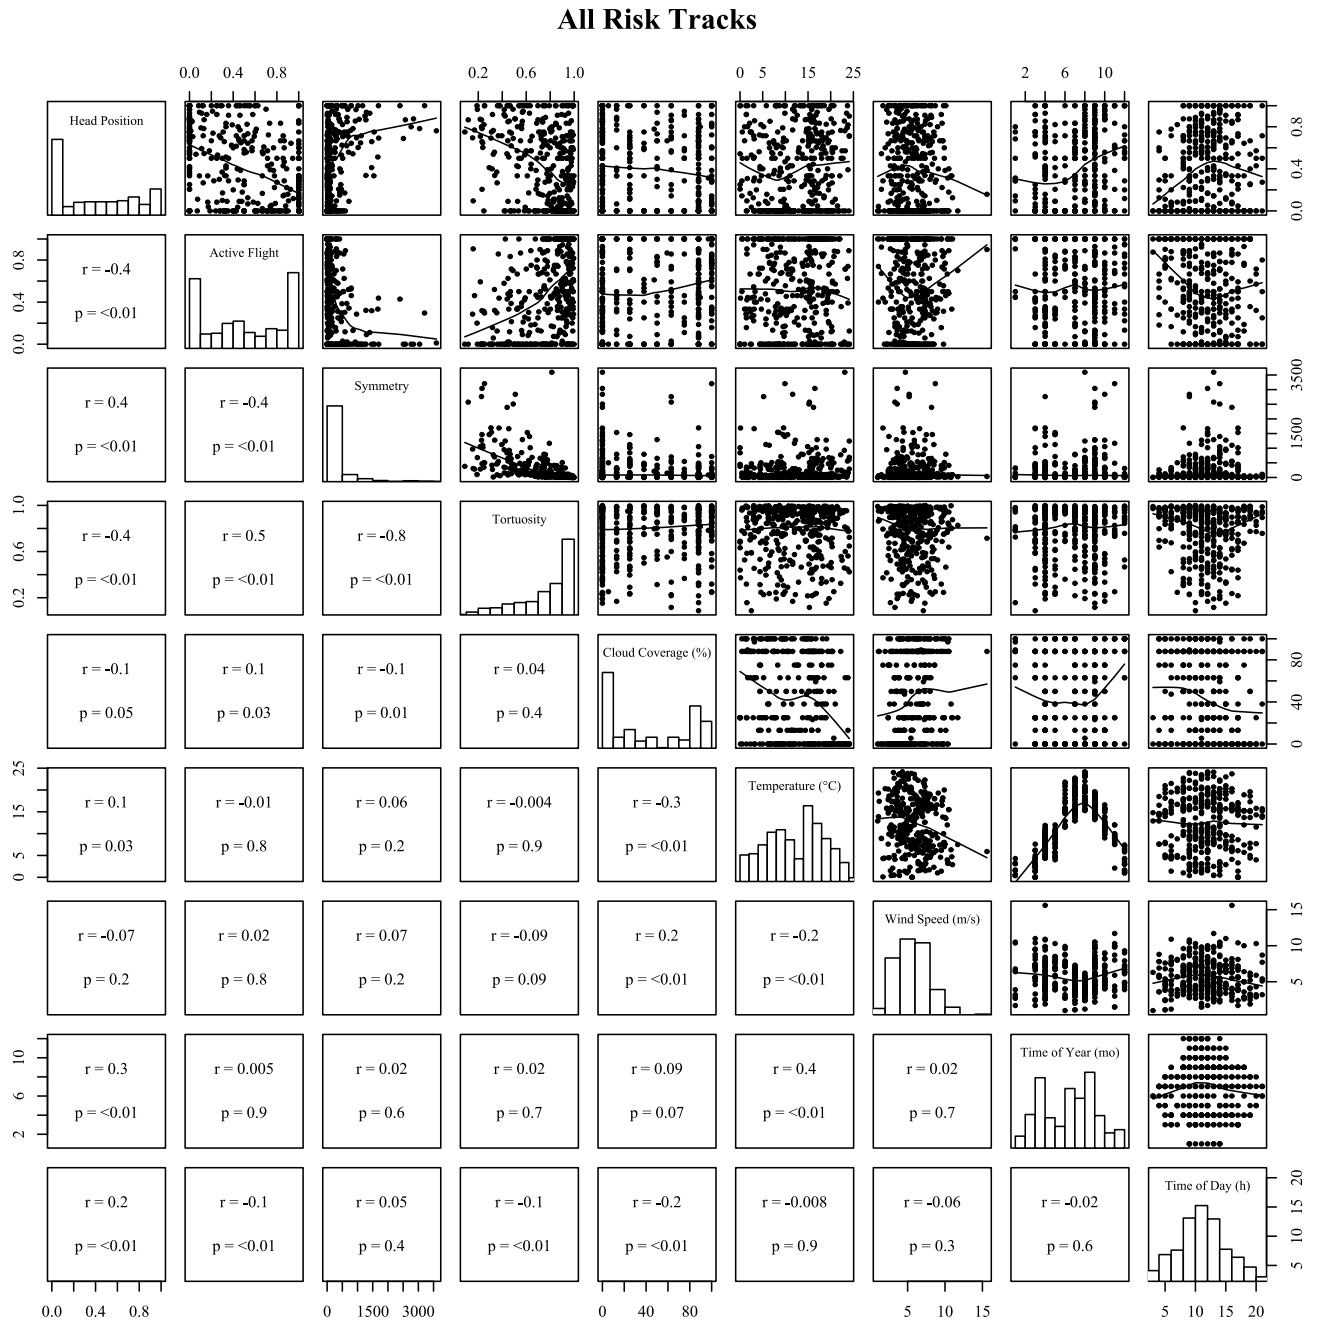 All Risk Tracks
0.0 0.4 0.8 0.2 0.6 1.0 0 5 15 25 2 6 10
Head Position
0.0 0.4 0.8
0.0 0.4 0.8
r = -0.4
p = <0.01
Active Flight
r = 0.4
p = <0.01
r = -0.4
p = <0.01
Symmetry
0 1500 3500
0.2 0.6 1.0
r = -0.4
p = <0.01
r = 0.5
p = <0.01
r = -0.8
p = <0.01
Tortuosity
r = -0.1
p = 0.05
r = 0.1
p = 0.03
r = -0.1
p = 0.01
r = 0.04
p = 0.4
Cloud Coverage (%)
0 40 80
0 5 15 25
r = 0.1
p = 0.03
r = -0.01
p = 0.8
r = 0.06
p = 0.2
r = -0.004
p = 0.9
r = -0.3
p = <0.01
Temperature (°C)
r = -0.07
p = 0.2
r = 0.02
p = 0.8
r = 0.07
p = 0.2
r = -0.09
p = 0.09
r = 0.2
p = <0.01
r = -0.2
p = <0.01
Wind Speed (m/s)
5 10 15
2 6 10
r = 0.3
p = <0.01
r = 0.005
p = 0.9
r = 0.02
p = 0.6
r = 0.02
p = 0.7
r = 0.09
p = 0.07
r = 0.4
p = <0.01
r = 0.02
p = 0.7
Time of Year (mo)
r = 0.2
p = <0.01
r = -0.1
p = <0.01
r = 0.05
p = 0.4
r = -0.1
p = <0.01
r = -0.2
p = <0.01
r = -0.008
p = 0.9
r = -0.06
p = 0.3
r = -0.02
p = 0.6
Time of Day (h)
5 10 15 20
0.0 0.4 0.8 0 1500 3000 0 40 80 5 10 15 5 10 15 20